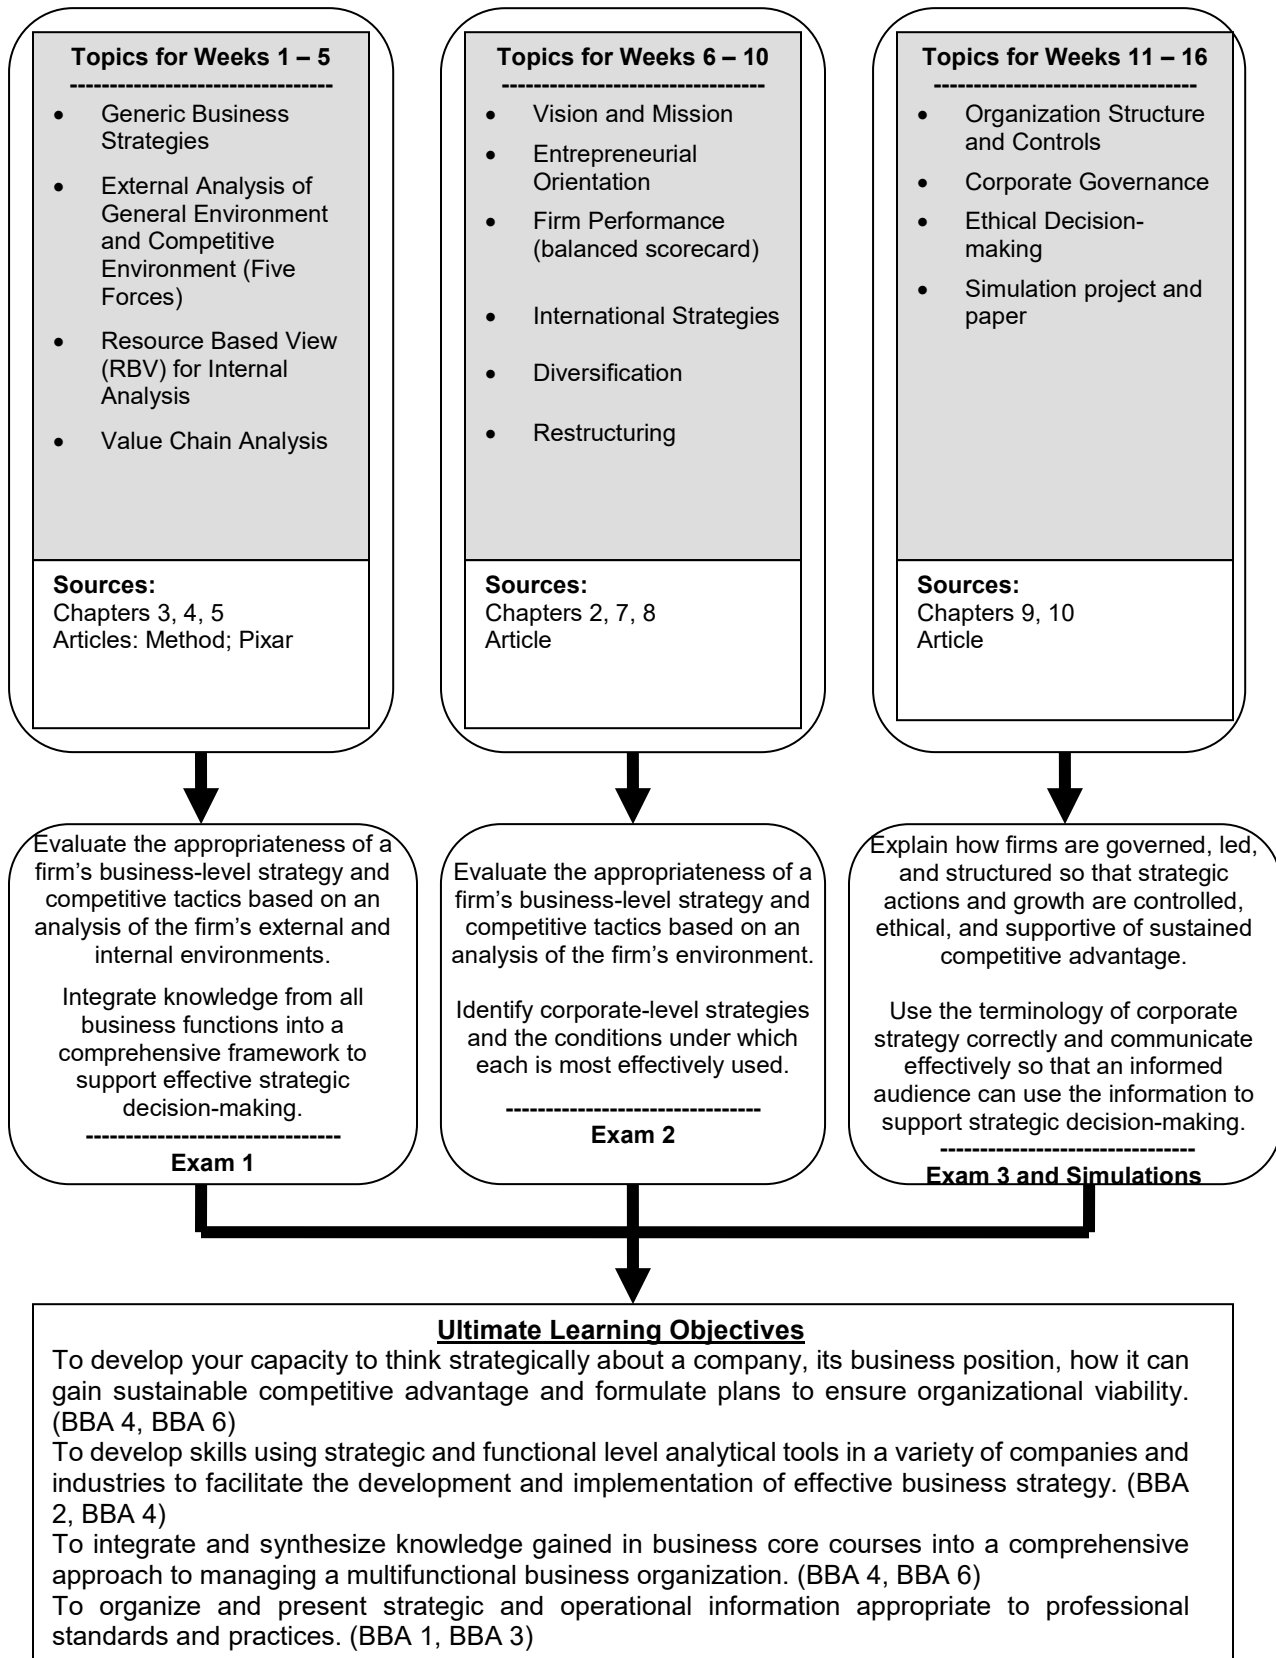 Topics for Weeks 1 – 5
---------------------------------
• Generic Business
Strategies
• External Analysis of
General Environment
and Competitive
Environment (Five
Forces)
• Resource Based View
(RBV) for Internal
Analysis
• Value Chain Analysis
Sources:
Chapters 3, 4, 5
Articles: Method; Pixar
Topics for Weeks 6 – 10
---------------------------------
• Vision and Mission
• Entrepreneurial
Orientation
• Firm Performance
(balanced scorecard)
• International Strategies
• Diversification
• Restructuring
Sources:
Chapters 2, 7, 8
Article
Topics for Weeks 11 – 16
---------------------------------
• Organization Structure
and Controls
• Corporate Governance
• Ethical Decision-
making
• Simulation project and
paper
Sources:
Chapters 9, 10
Article
Evaluate the appropriateness of a
firm’s business-level strategy and
competitive tactics based on an
analysis of the firm’s external and
internal environments.
Integrate knowledge from all
business functions into a
comprehensive framework to
support effective strategic
decision-making.
--------------------------------
Exam 1
Evaluate the appropriateness of a
firm’s business-level strategy and
competitive tactics based on an
analysis of the firm’s environment.
Identify corporate-level strategies
and the conditions under which
each is most effectively used.
--------------------------------
Exam 2
Explain how firms are governed, led,
and structured so that strategic
actions and growth are controlled,
ethical, and supportive of sustained
competitive advantage.
Use the terminology of corporate
strategy correctly and communicate
effectively so that an informed
audience can use the information to
support strategic decision-making.
--------------------------------
Exam 3 and Simulations
Ultimate Learning Objectives
To develop your capacity to think strategically about a company, its business position, how it can
gain sustainable competitive advantage and formulate plans to ensure organizational viability.
(BBA 4, BBA 6)
To develop skills using strategic and functional level analytical tools in a variety of companies and
industries to facilitate the development and implementation of effective business strategy. (BBA
2, BBA 4)
To integrate and synthesize knowledge gained in business core courses into a comprehensive
approach to managing a multifunctional business organization. (BBA 4, BBA 6)
To organize and present strategic and operational information appropriate to professional
standards and practices. (BBA 1, BBA 3)